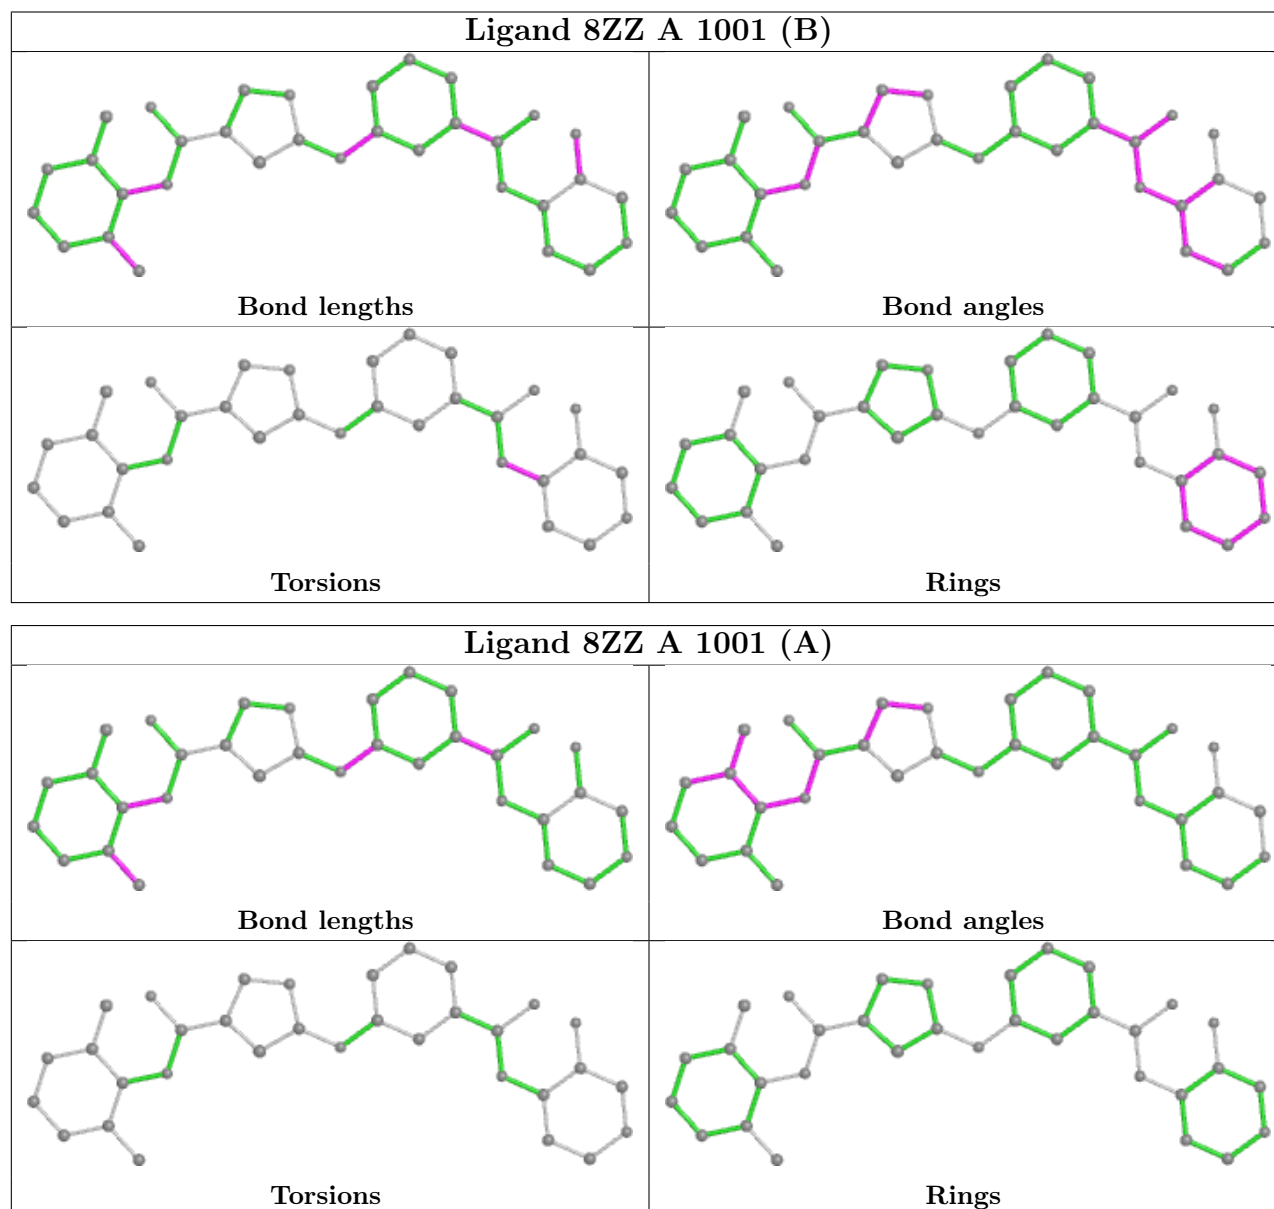 Ligand 8ZZ A 1001 (B)
Bond lengths
Bond angles
Torsions
Rings
Ligand 8ZZ A 1001 (A)
Bond lengths
Bond angles
Torsions
Rings